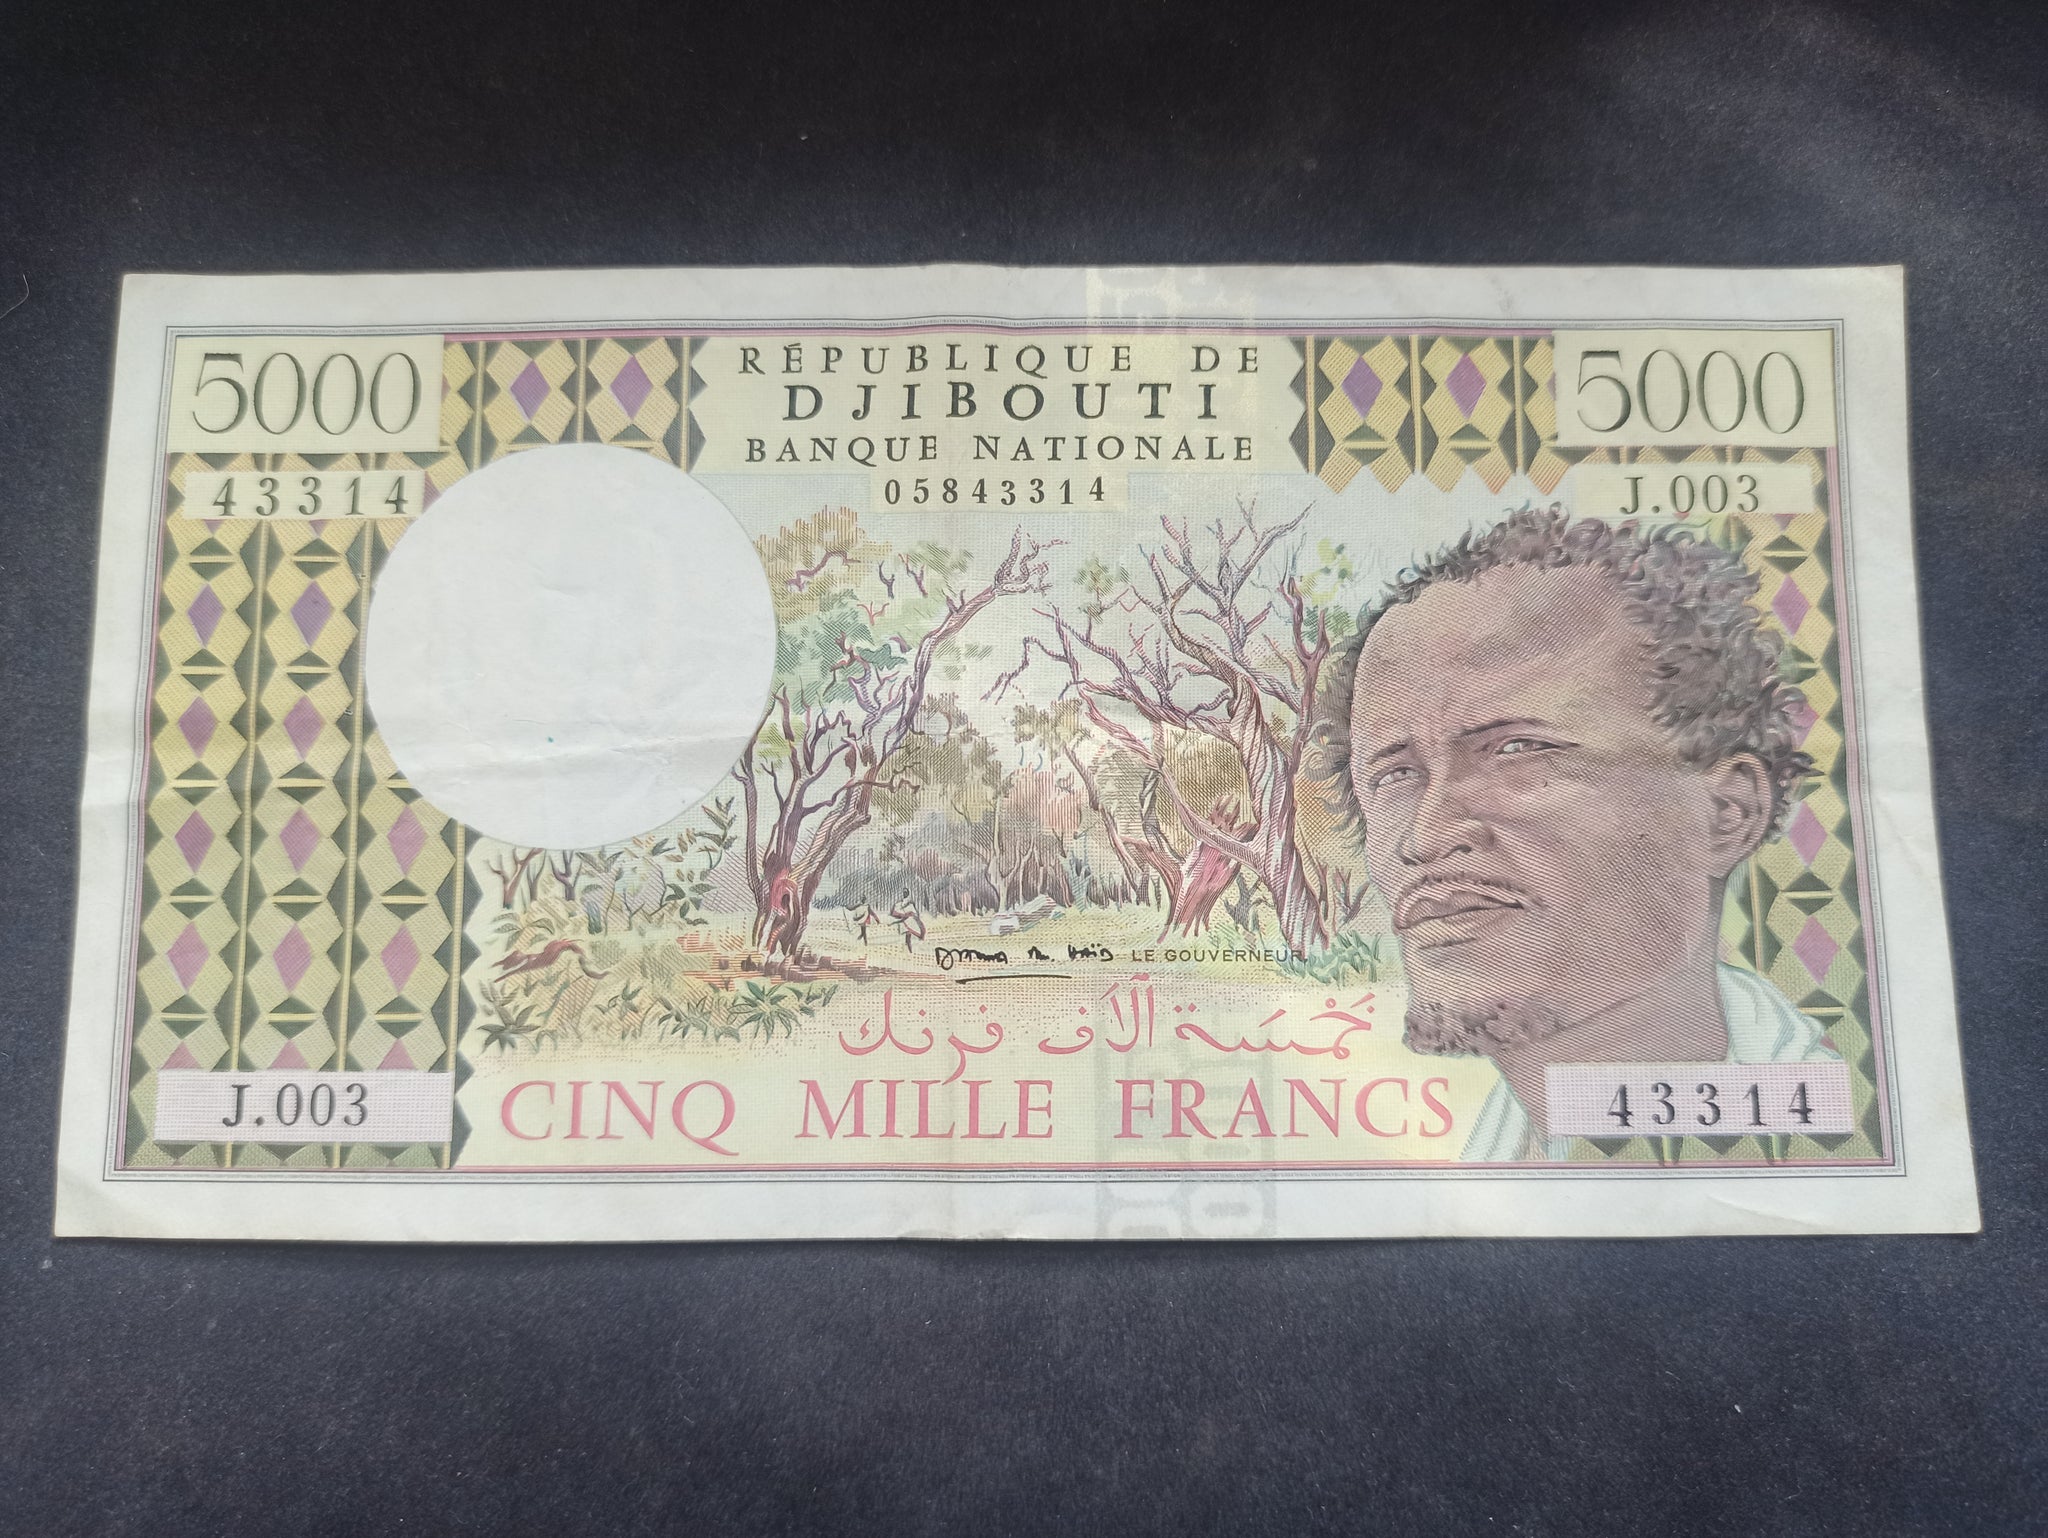 5000
RÉPUBLIQUE DE
DJIBOUTI
BANQUE NATIONALE
5000
43314
05843314
J.003
LE GOUVERNEUR.
خمسة آلاف فرنك
CINQ MILLE FRANCS
J.003
43314